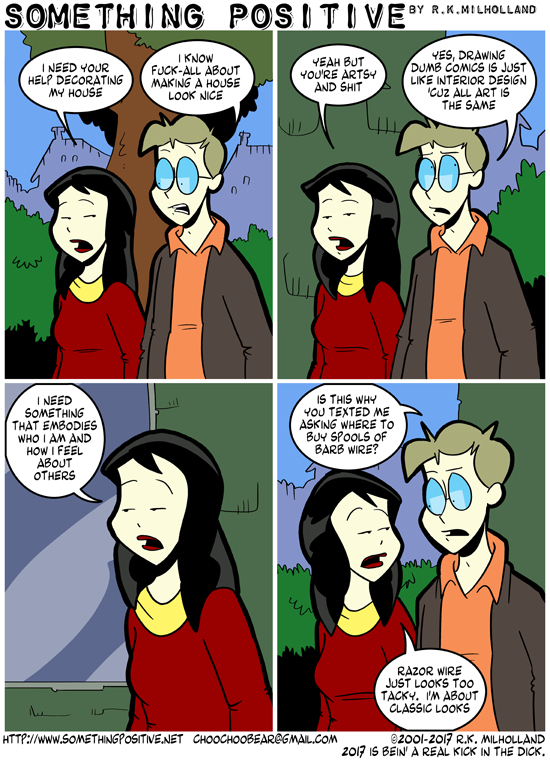 SOMETHING POSITIVE BY R.K.MILHOLLAND
I NEED YOUR
HELP DECORATING
MY HOUSE
I KNOW
FUCK-ALL ABOUT
MAKING A HOUSE
LOOK NICE
YEAH BUT
YOU'RE ARTSY
AND SHIT
YES, DRAWING
DUMB COMICS IS JUST
LIKE INTERIOR DESIGN
'CUZ ALL ART IS
THE SAME
I NEED
SOMETHING
THAT EMBODIES
WHO I AM AND
HOW I FEEL
ABOUT
OTHERS
IS THIS WHY
YOU TEXTED ME
ASKING WHERE TO
BUY SPOOLS OF
BARB WIRE?
RAZOR WIRE
JUST LOOKS TOO
TACKY. I'M ABOUT
CLASSIC LOOKS
HTTP://WWW.SOMETHINGPOSITIVE.NET CHOOCHOOBEAR@GMAIL.COM
©2001-2017 R.K. MILHOLLAND
2017 IS BEIN' A REAL KICK IN THE DICK.